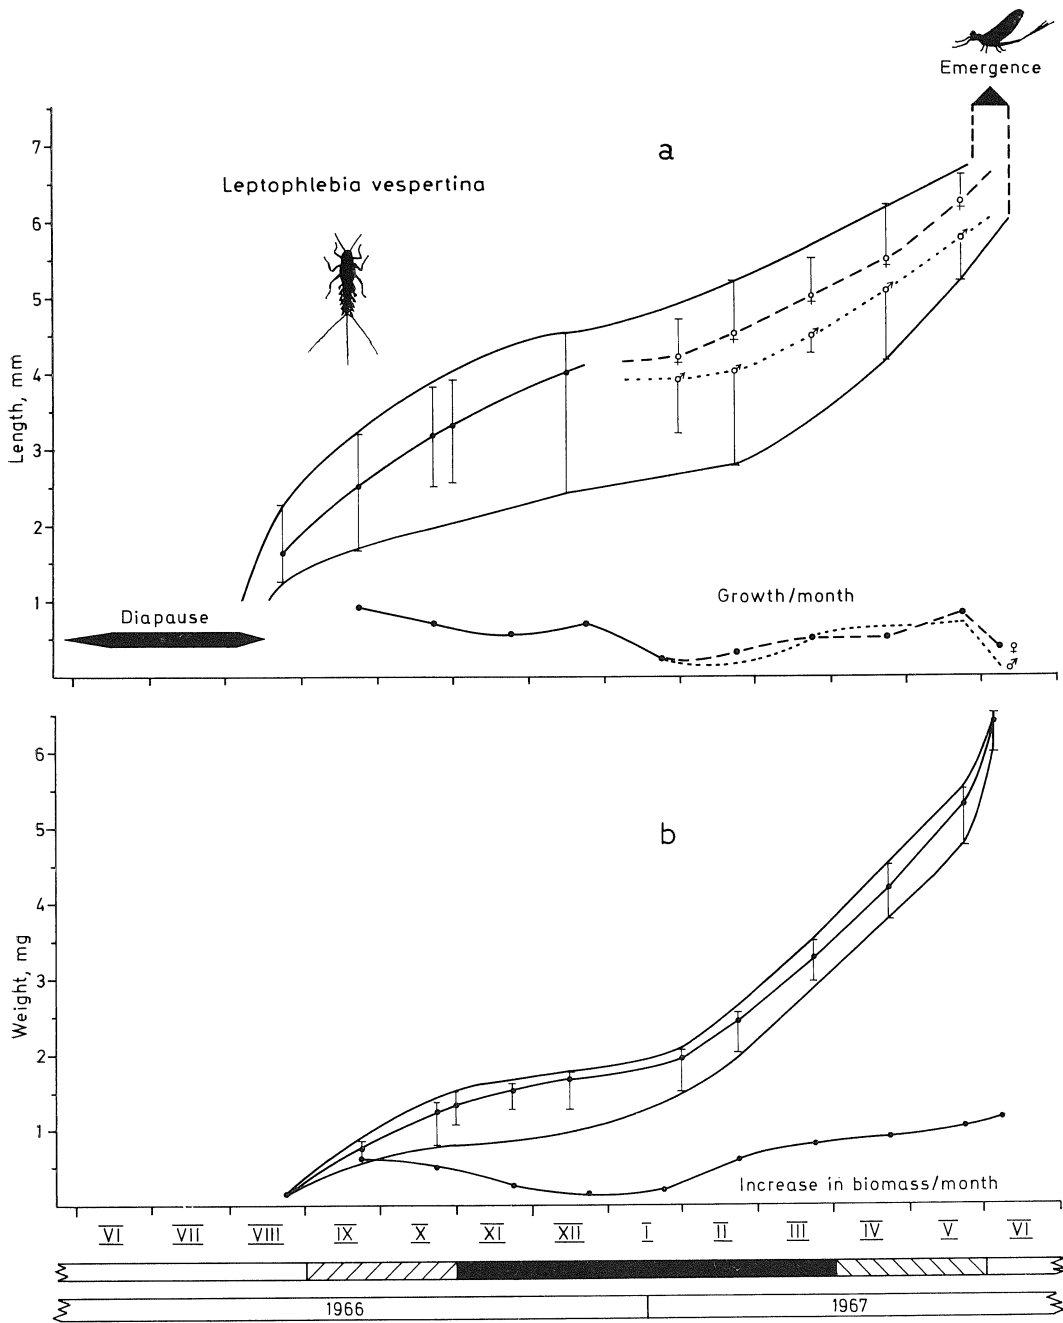 Emergence
a
Leptophlebia vespertina
7
6
5
4
3
2
1
Length, mm
Growth/month
Diapause
♀
♂
b
6
5
4
3
2
1
Weight, mg
Increase in biomass/month
VI VII VIII IX X XI XII I II III IV V VI
1966 1967